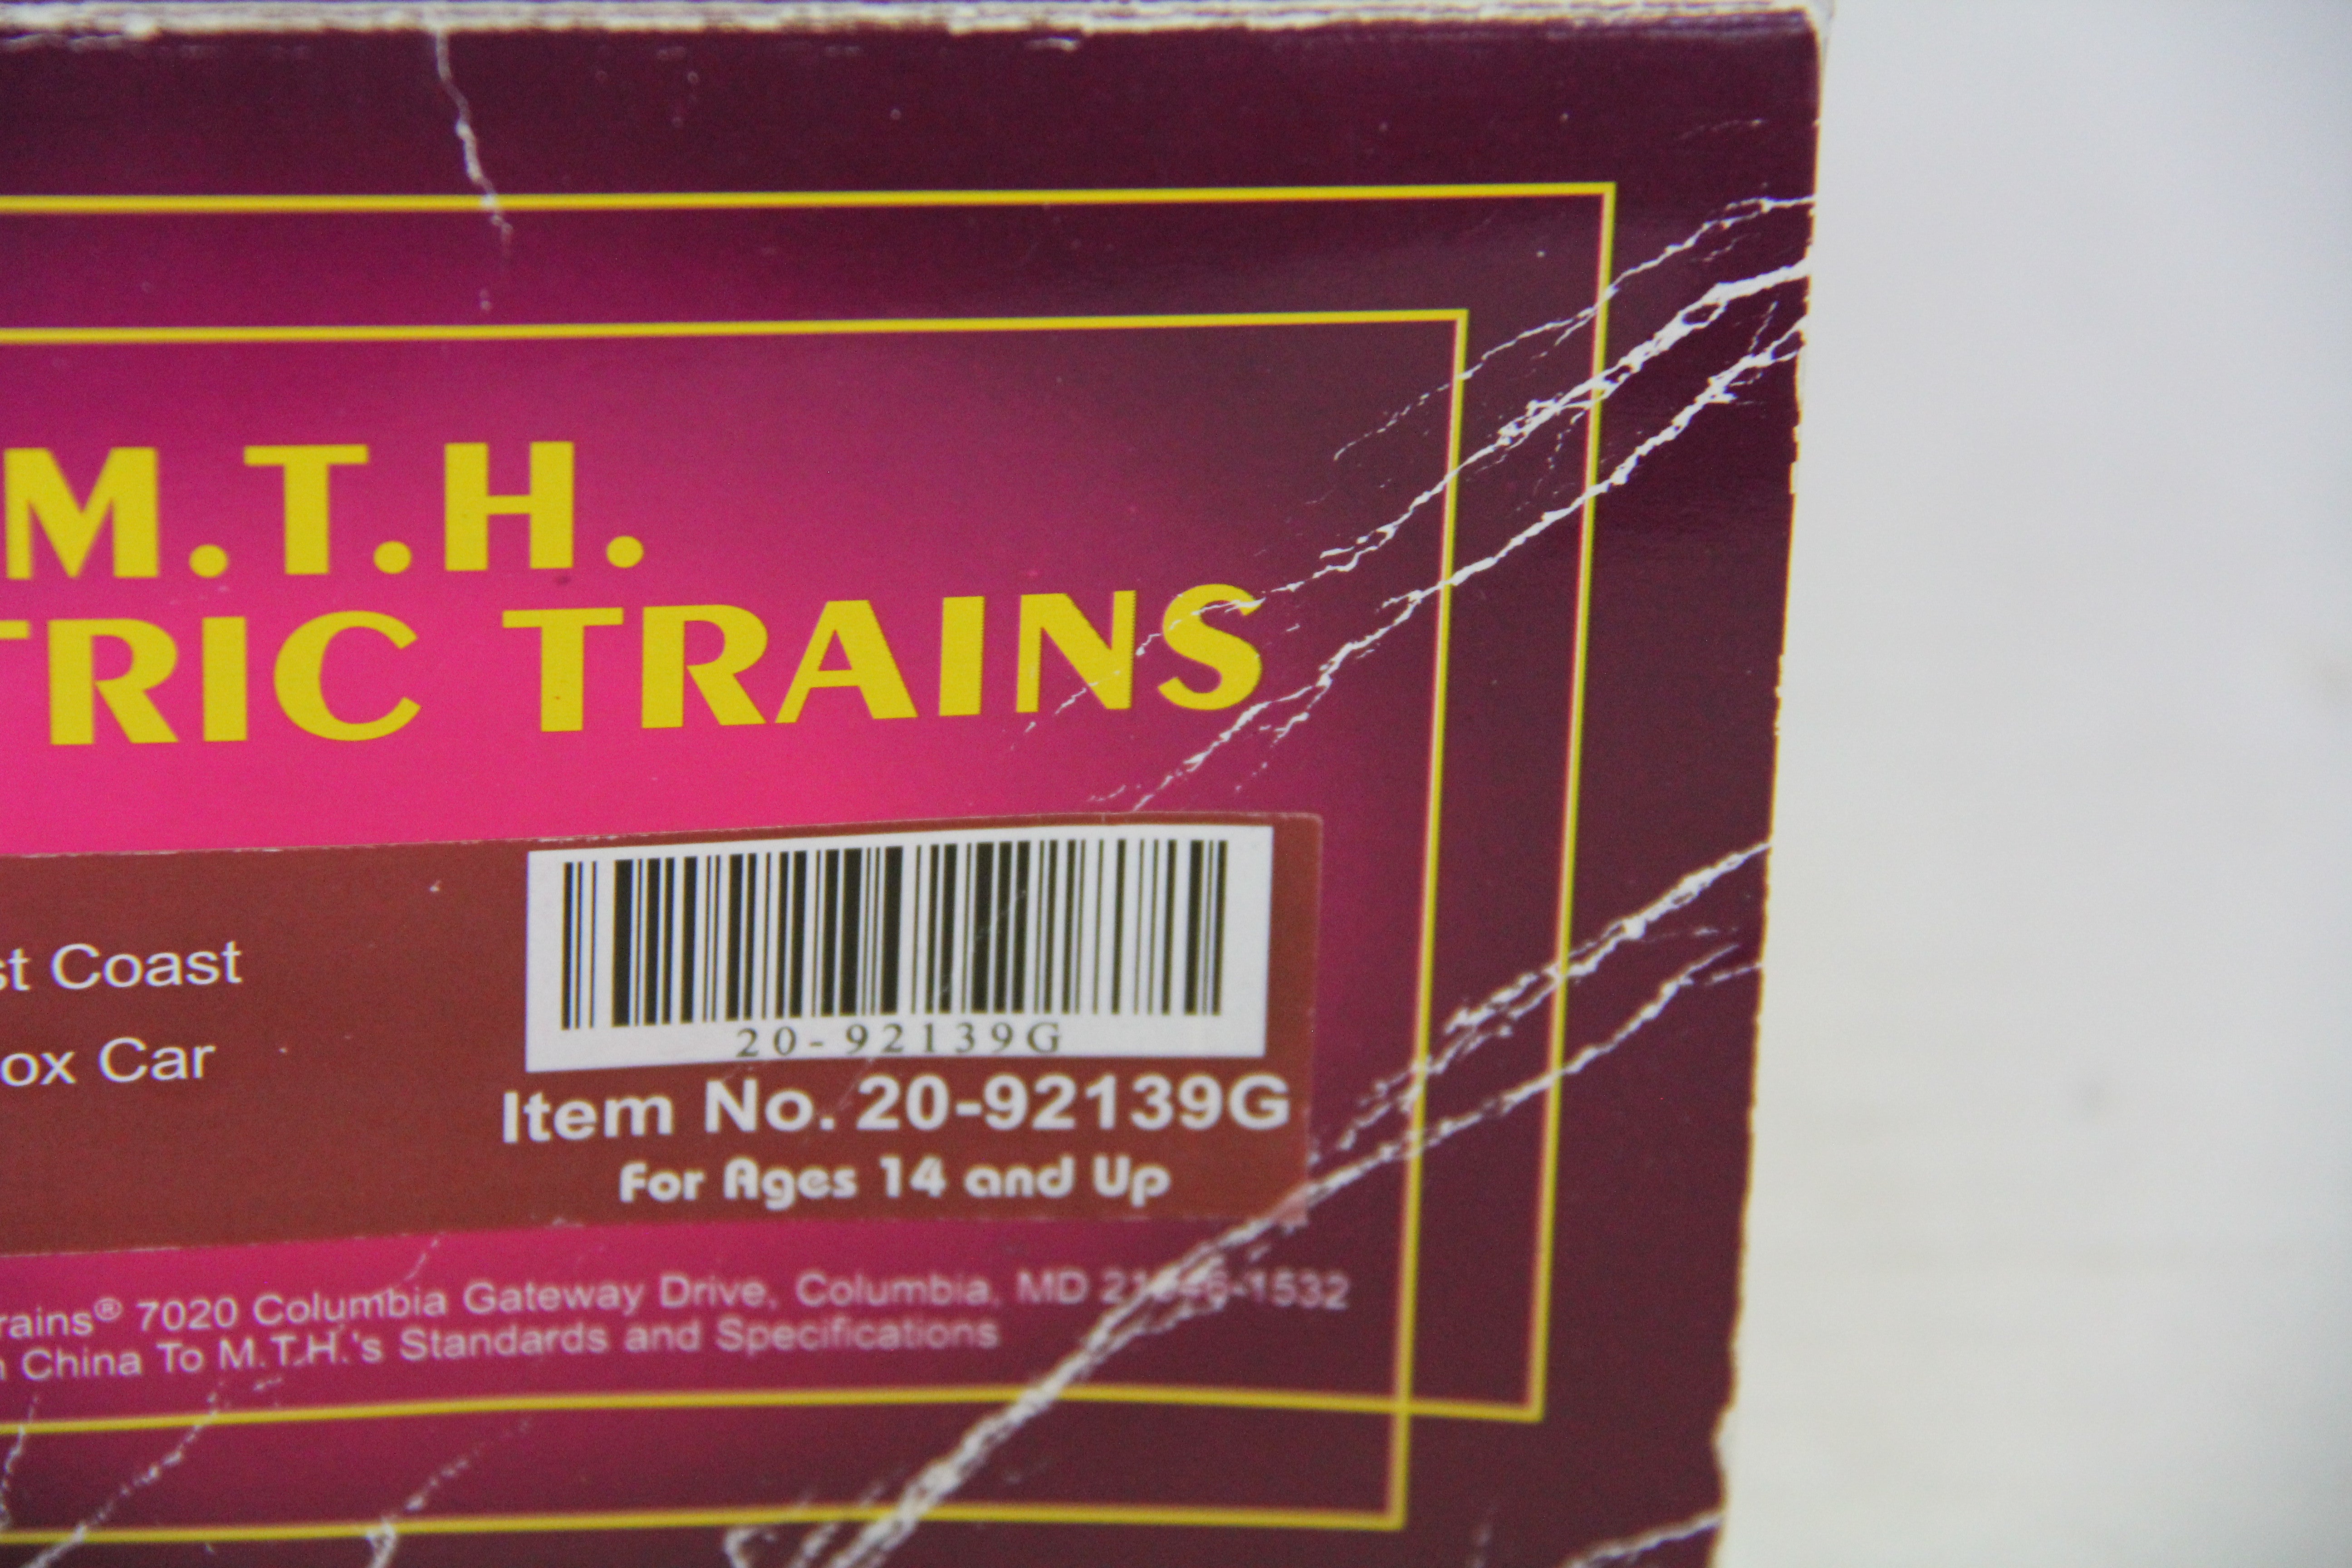 M.T.H.
TRIC TRAINS
st Coast
ox Car
20-92139G
Item No. 20-92139G
For Ages 14 and Up
rains® 7020 Columbia Gateway Drive, Columbia, MD
n China To M.T.H.'s Standards and Specifications